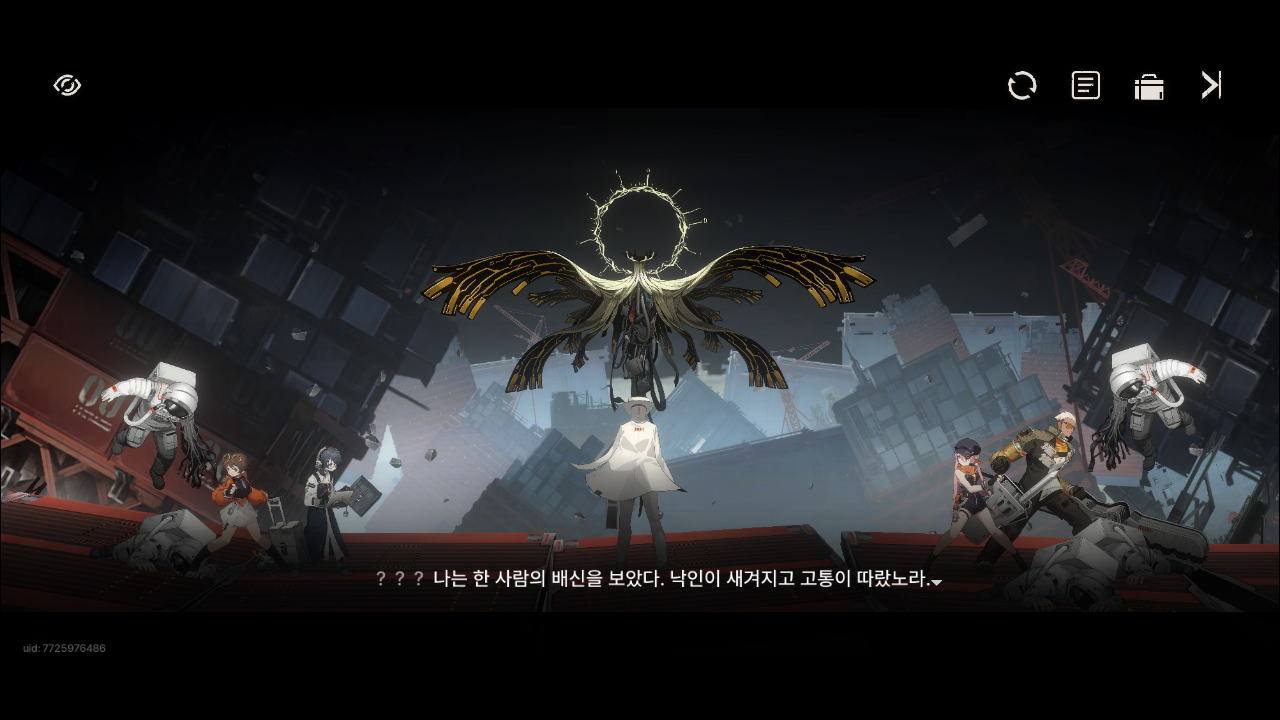 ? ? ? 나는 한 사람의 배신을 보았다. 낙인이 새겨지고 고통이 따랐노라.
uid: 7725976486